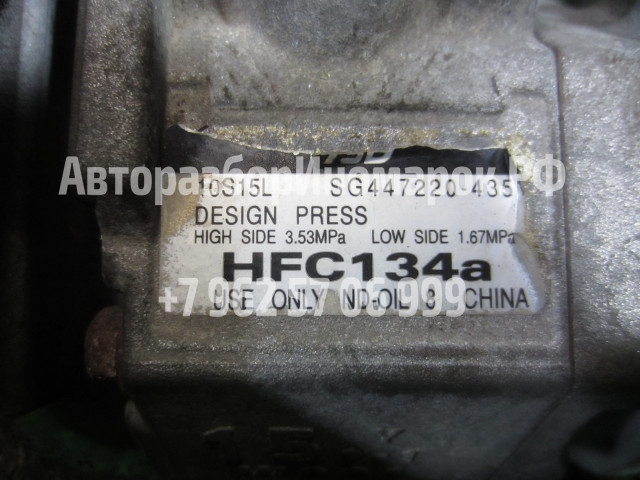 АвторазборИномарок.РФ
10S15L SG447220-435
DESIGN PRESS
HIGH SIDE 3.53MPa LOW SIDE 1.67MPa
HFC134a
USE ONLY ND-OIL 8 CHINA